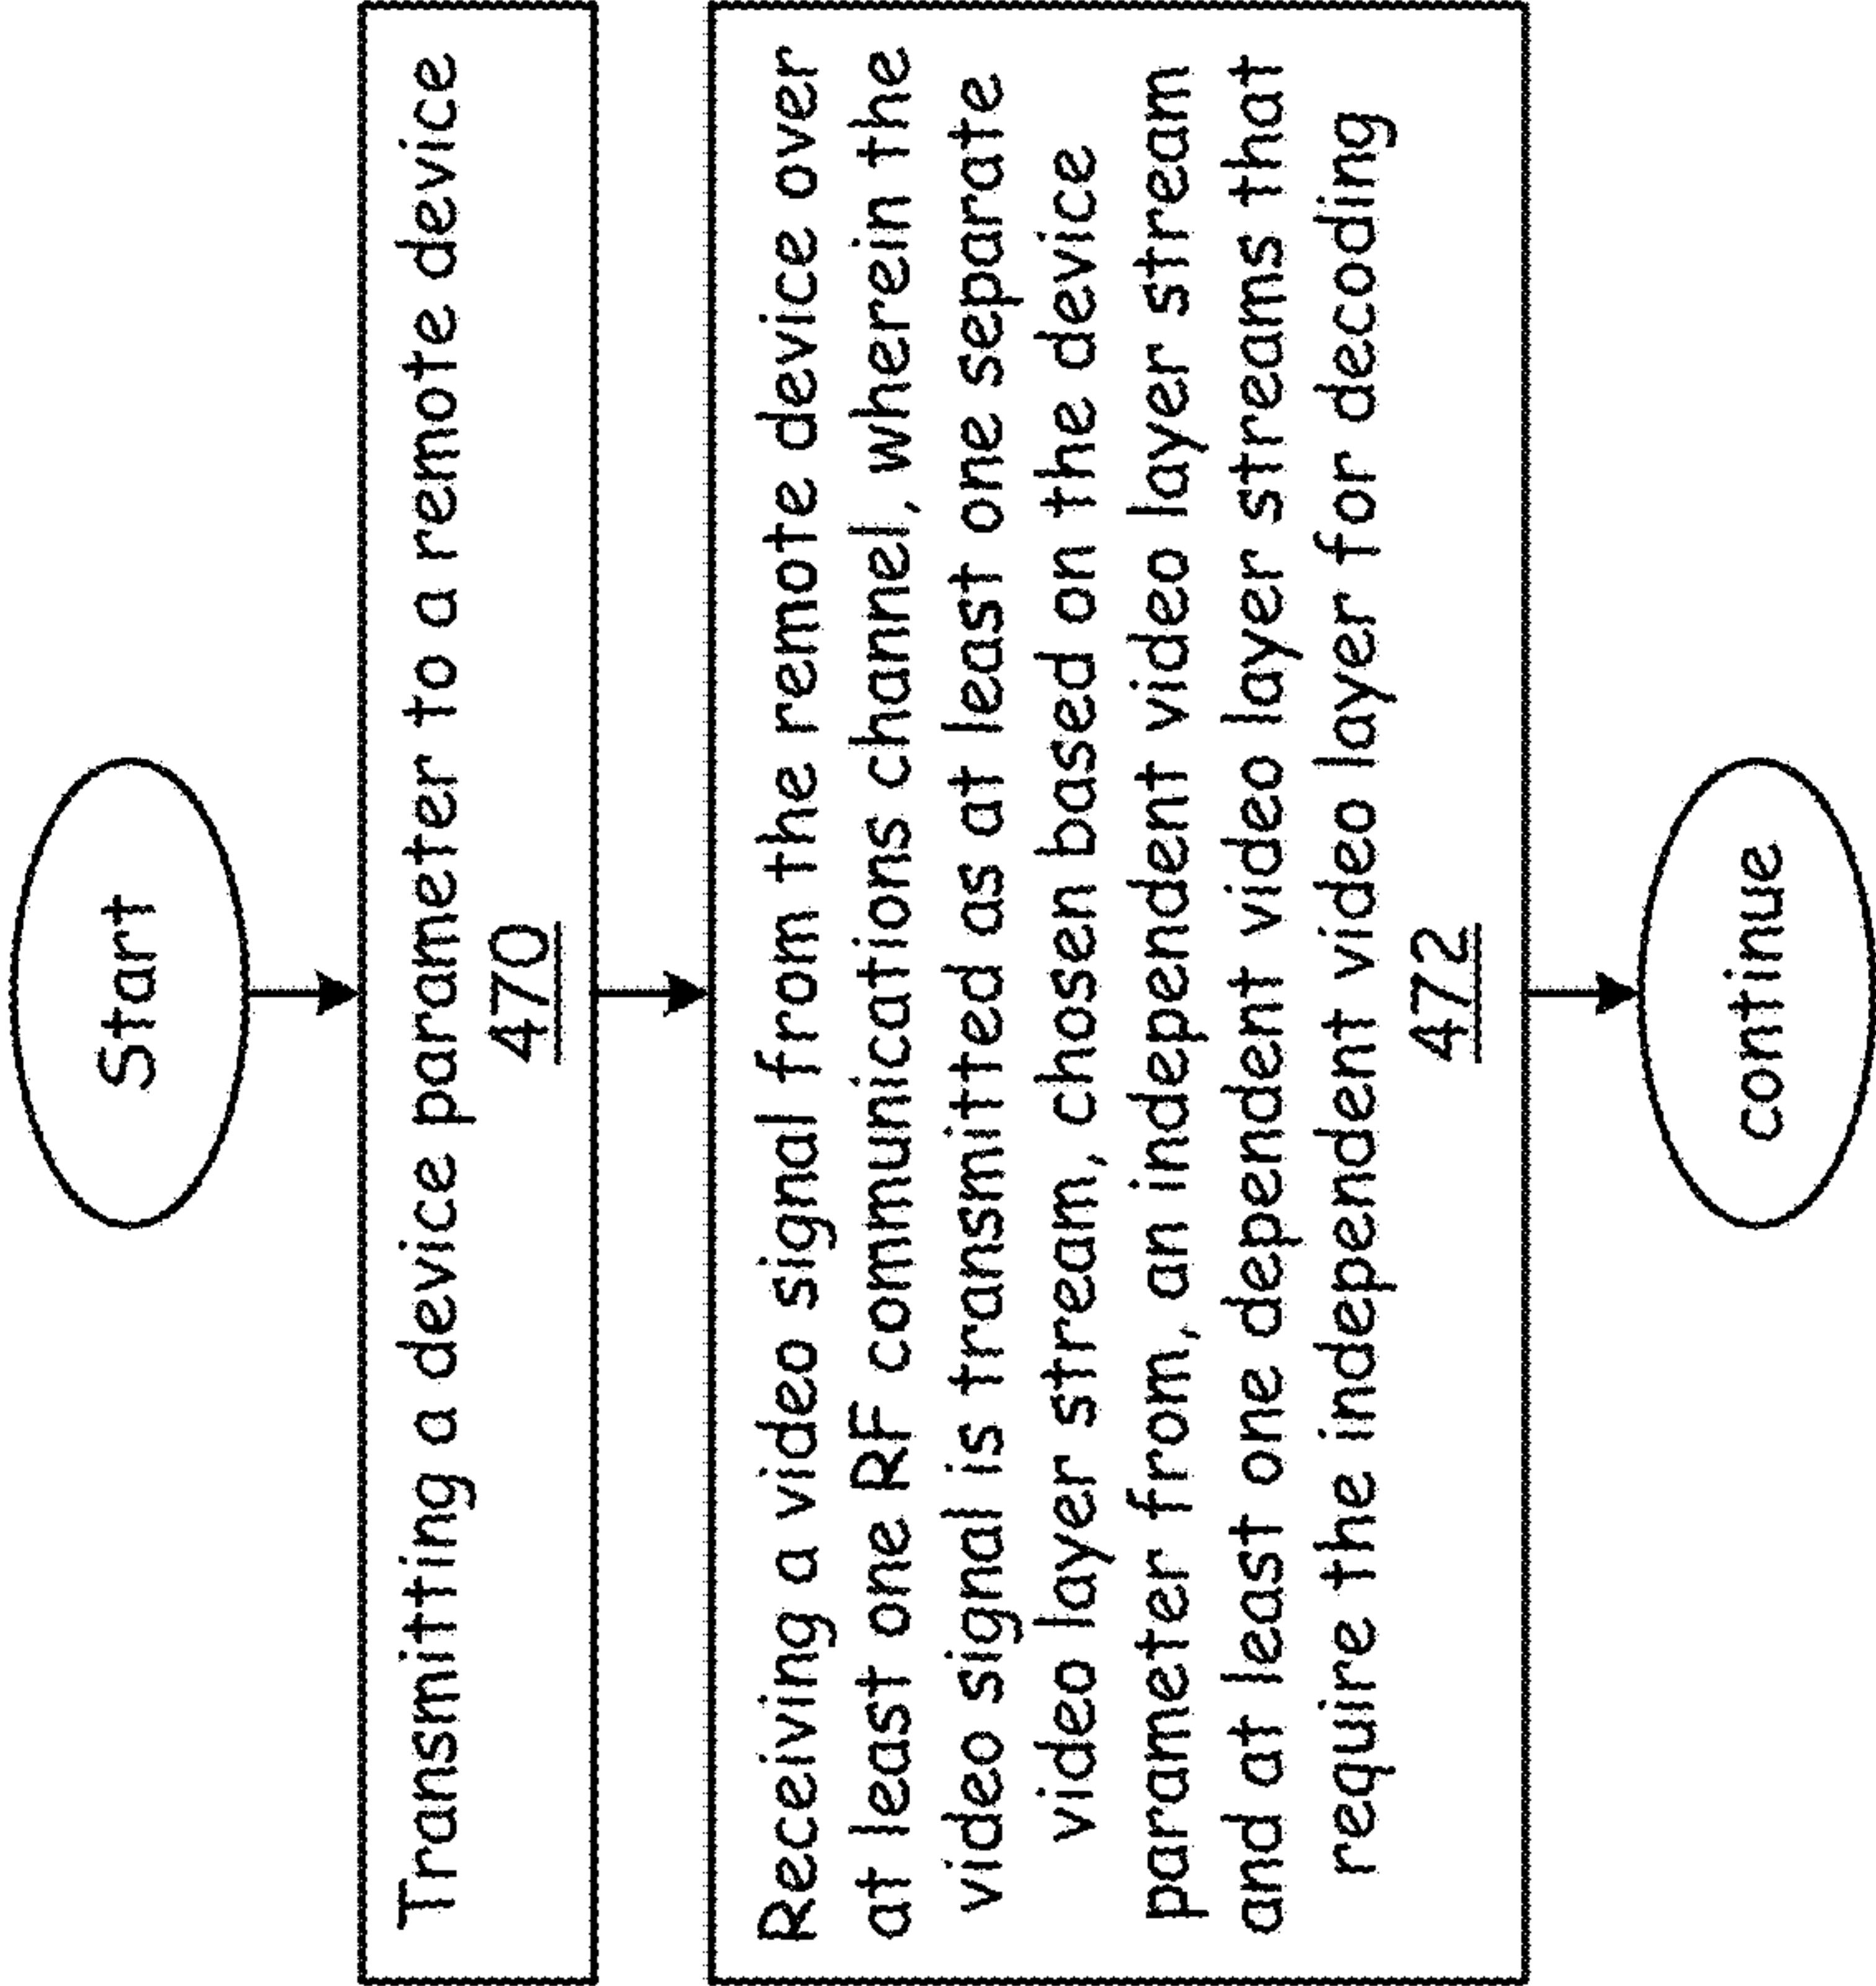 Start
Transmitting a device parameter to a remote device
470
Receiving a video signal from the remote device over
at least one RF communications channel, wherein the
video signal is transmitted as at least one separate
video layer stream, chosen based on the device
parameter from, an independent video layer stream
and at least one dependent video layer streams that
require the independent video layer for decoding
472
continue